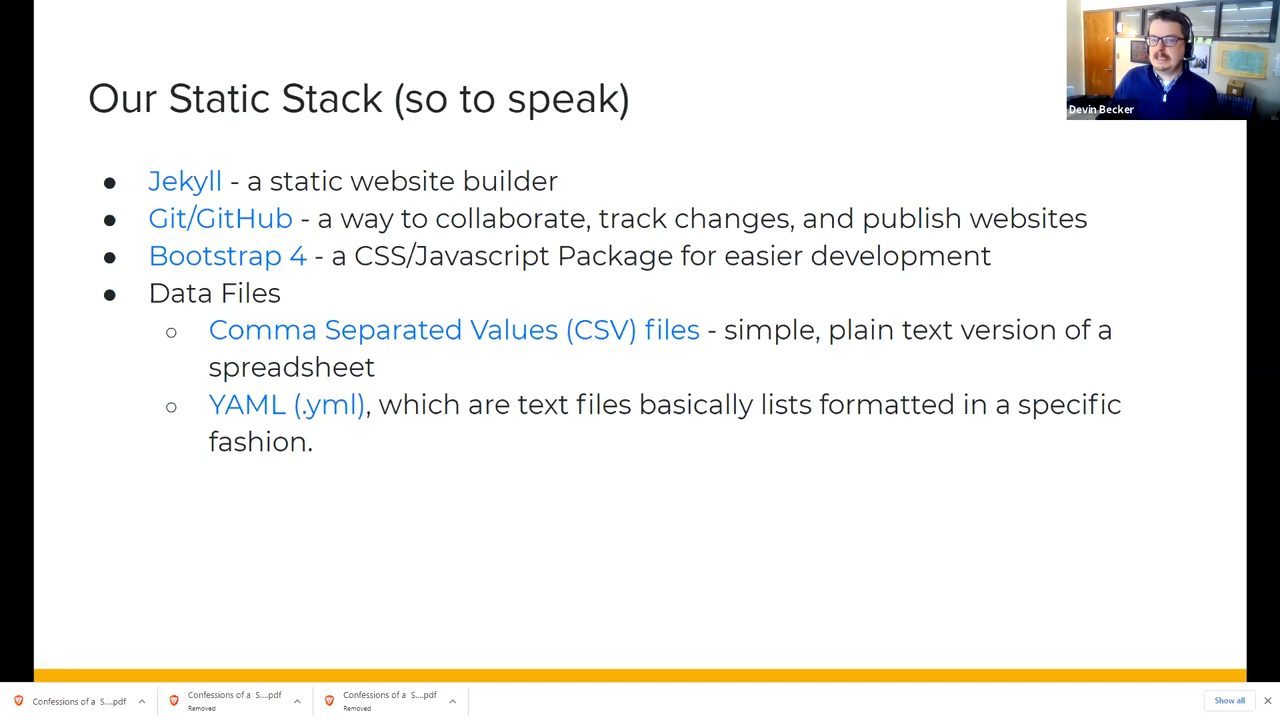 Our Static Stack (so to speak)
Devin Becker
● Jekyll - a static website builder
● Git/GitHub - a way to collaborate, track changes, and publish websites
● Bootstrap 4 - a CSS/Javascript Package for easier development
● Data Files
○ Comma Separated Values (CSV) files - simple, plain text version of a
spreadsheet
○ YAML (.yml), which are text files basically lists formatted in a specific
fashion.
Confessions of a S....pdf
Confessions of a S....pdf
Removed
Confessions of a S....pdf
Removed
Show all